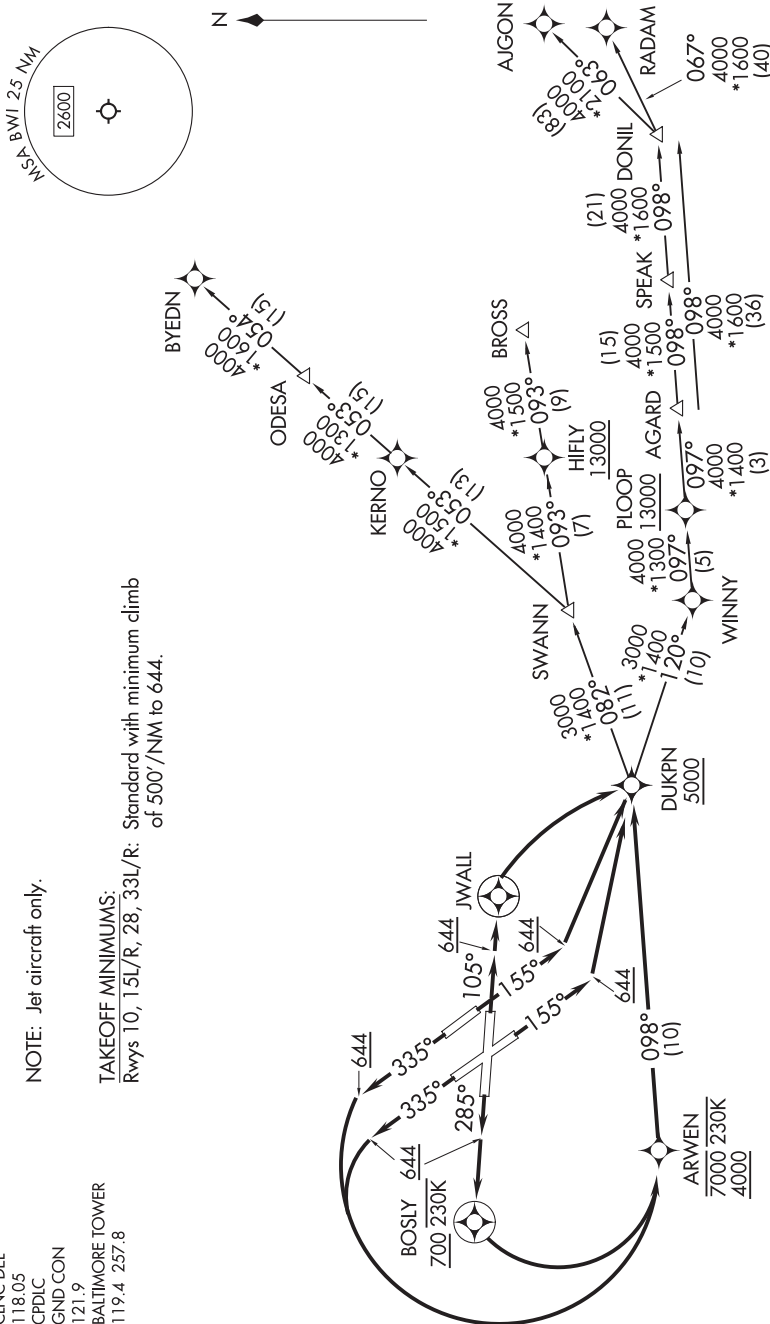 CLNC DEL
118.05
CPDLC
GND CON
121.9
BALTIMORE TOWER
119.4 257.8
NOTE: Jet aircraft only.
TAKEOFF MINIMUMS:
Rwys 10, 15L/R, 28, 33L/R: Standard with minimum climb
of 500'/NM to 644.
MSA BWI 25 NM
2600
N
BYEDN
4000
*1600
054°
(15)
ODESA
4000
*1300
053°
(15)
KERNO
4000
*1500
053°
(13)
BROSS
4000
*1500
093°
(9)
HIFLY
13000
4000
*1400
093°
(7)
SWANN
3000
*1400
082°
(11)
AJGON
063°
4000
*2100
(83)
RADAM
067°
4000
*1600
(40)
DONIL
(21)
4000
*1600
098°
SPEAK
(15)
4000
*1500
098°
098°
4000
*1600
(36)
AGARD
097°
4000
*1400
(3)
PLOOP
13000
4000
*1300
097°
(5)
WINNY
3000
*1400
120°
(10)
DUKPN
5000
JWALL
644
105°
644
155°
644
155°
644
335°
335°
644
285°
BOSLY
700 230K
098°
(10)
ARWEN
7000 230K
4000